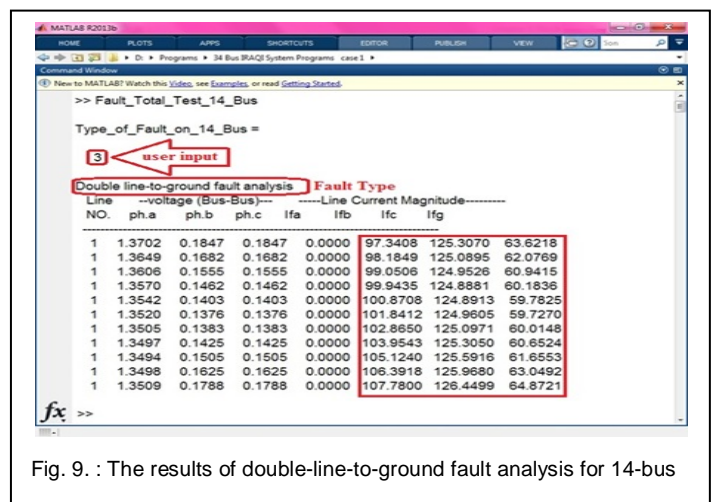 MATLAB R2013b
HOME PLOTS APPS SHORTCUTS EDITOR PUBLISH VIEW
D: ▸ Programs ▸ 34 Bus IRAQI System Programs case1 ▸
Command Window
New to MATLAB? Watch this Video, see Examples, or read Getting Started.
>> Fault_Total_Test_14_Bus
Type_of_Fault_on_14_Bus =
3 user input
Double line-to-ground fault analysis Fault Type
Line --voltage (Bus-Bus)--- -----Line Current Magnitude--------
NO. ph.a ph.b ph.c Ifa Ifb Ifc Ifg
1 1.3702 0.1847 0.1847 0.0000 97.3408 125.3070 63.6218
1 1.3649 0.1682 0.1682 0.0000 98.1849 125.0895 62.0769
1 1.3606 0.1555 0.1555 0.0000 99.0506 124.9526 60.9415
1 1.3570 0.1462 0.1462 0.0000 99.9435 124.8881 60.1836
1 1.3542 0.1403 0.1403 0.0000 100.8708 124.8913 59.7825
1 1.3520 0.1376 0.1376 0.0000 101.8412 124.9605 59.7270
1 1.3505 0.1383 0.1383 0.0000 102.8650 125.0971 60.0148
1 1.3497 0.1425 0.1425 0.0000 103.9543 125.3050 60.6524
1 1.3494 0.1505 0.1505 0.0000 105.1240 125.5916 61.6553
1 1.3498 0.1625 0.1625 0.0000 106.3918 125.9680 63.0492
1 1.3509 0.1788 0.1788 0.0000 107.7800 126.4499 64.8721
fx >>
Fig. 9. : The results of double-line-to-ground fault analysis for 14-bus